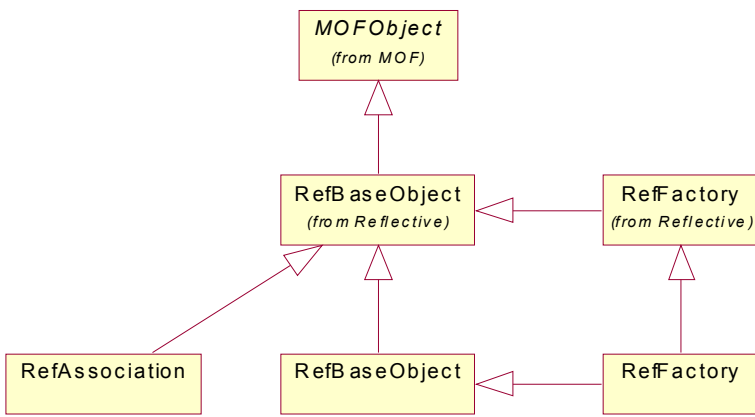 MOFObject
(from MOF)
RefBaseObject
(from Reflective)
RefFactory
(from Reflective)
RefAssociation
RefBaseObject
RefFactory